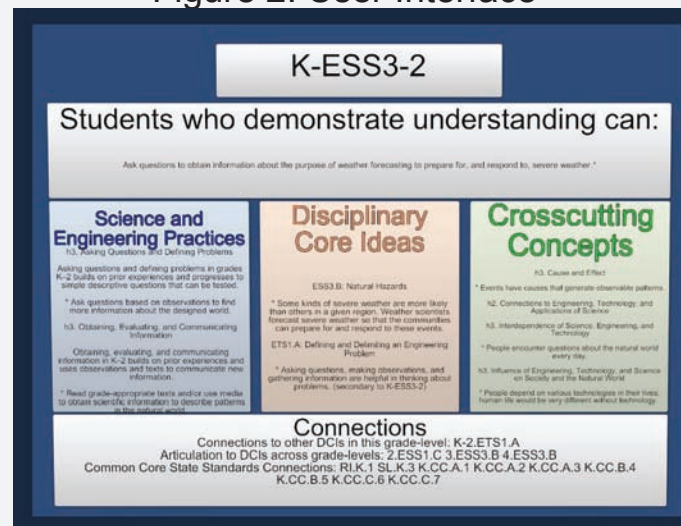 Figure 2. User Interface
K-ESS3-2
Students who demonstrate understanding can:
Ask questions to obtain information about the purpose of weather forecasting to prepare for, and respond to, severe weather.*
Science and
Engineering Practices
h3. Asking Questions and Defining Problems
Asking questions and defining problems in grades
K–2 builds on prior experiences and progresses to
simple descriptive questions that can be tested.
* Ask questions based on observations to find
more information about the designed world.
h3. Obtaining, Evaluating, and Communicating
Information
Obtaining, evaluating, and communicating
information in K–2 builds on prior experiences and
uses observations and texts to communicate new
information.
* Read grade-appropriate texts and/or use media
to obtain scientific information to describe patterns
in the natural world.
Disciplinary
Core Ideas
ESS3.B: Natural Hazards
* Some kinds of severe weather are more likely
than others in a given region. Weather scientists
forecast severe weather so that the communities
can prepare for and respond to these events.
ETS1.A: Defining and Delimiting an Engineering
Problem
* Asking questions, making observations, and
gathering information are helpful in thinking about
problems. (secondary to K-ESS3-2)
Crosscutting
Concepts
h3. Cause and Effect
* Events have causes that generate observable patterns.
h2. Connections to Engineering, Technology, and
Applications of Science
h3. Interdependence of Science, Engineering, and
Technology
* People encounter questions about the natural world
every day.
h3. Influence of Engineering, Technology, and Science
on Society and the Natural World
* People depend on various technologies in their lives;
human life would be very different without technology.
Connections
Connections to other DCIs in this grade-level: K-2.ETS1.A
Articulation to DCIs across grade-levels: 2.ESS1.C 3.ESS3.B 4.ESS3.B
Common Core State Standards Connections: RI.K.1 SL.K.3 K.CC.A.1 K.CC.A.2 K.CC.A.3 K.CC.B.4
K.CC.B.5 K.CC.C.6 K.CC.C.7